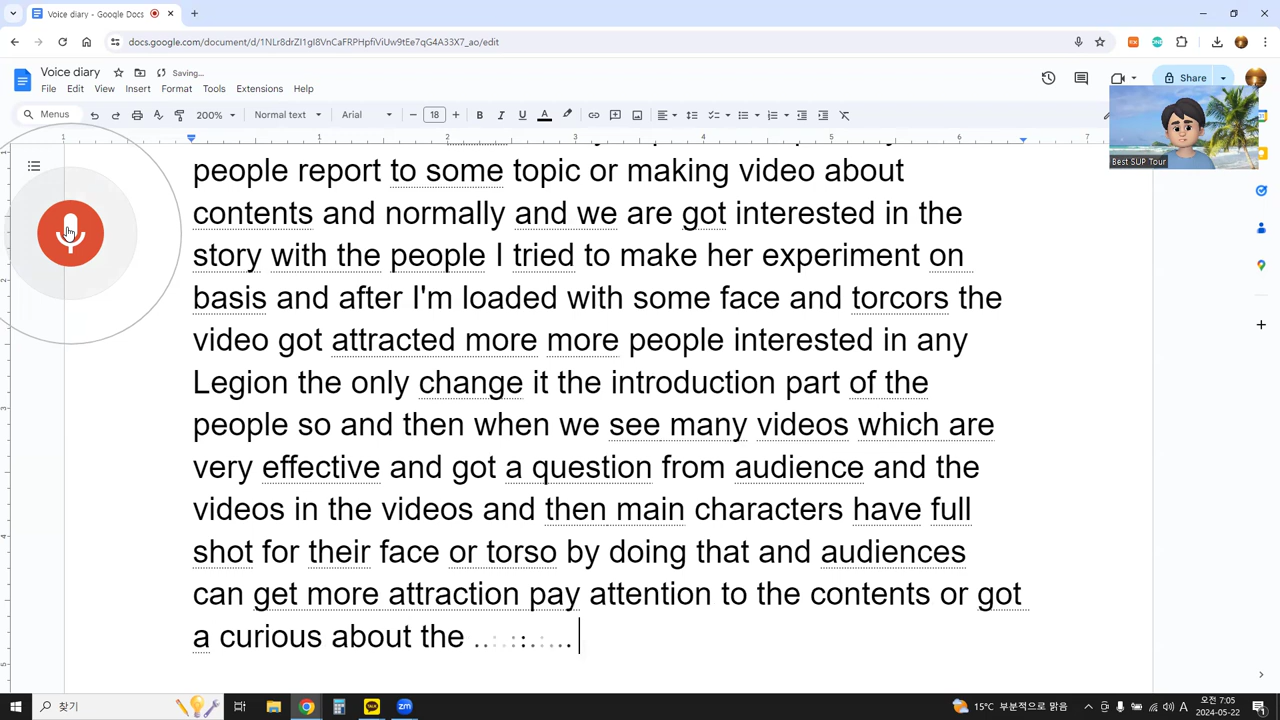 Voice diary - Google Docs
docs.google.com/document/d/1NLr8drZI1gI8VnCaFRPHpfiViUw9tEe7qG4A33X7_ao/edit
Voice diary
Saving...
File Edit View Insert Format Tools Extensions Help
Share
Menus
200%
Normal text
Arial
18
B I U A
1 1 2 3 4 5 6 7
Best SUP Tour
people report to some topic or making video about
contents and normally and we are got interested in the
story with the people I tried to make her experiment on
basis and after I'm loaded with some face and torcors the
video got attracted more more people interested in any
Legion the only change it the introduction part of the
people so and then when we see many videos which are
very effective and got a question from audience and the
videos in the videos and then main characters have full
shot for their face or torso by doing that and audiences
can get more attraction pay attention to the contents or got
a curious about the
찾기
15°C 부분적으로 맑음
A
오전 7:05
2024-05-22